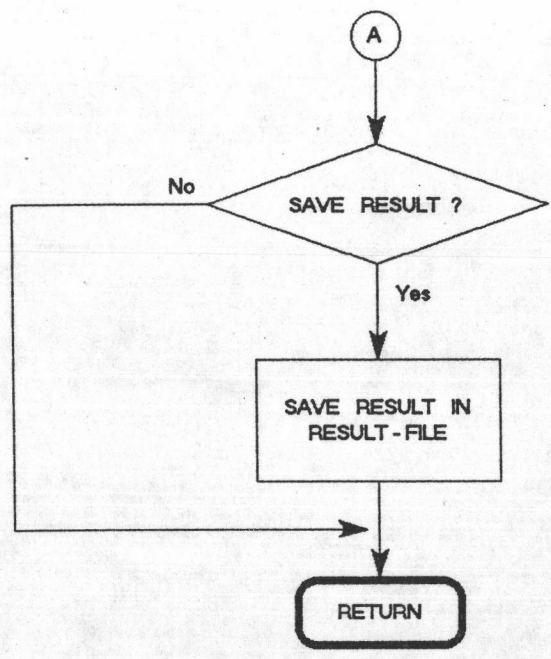 A
No
SAVE RESULT ?
Yes
SAVE RESULT IN
RESULT-FILE
RETURN